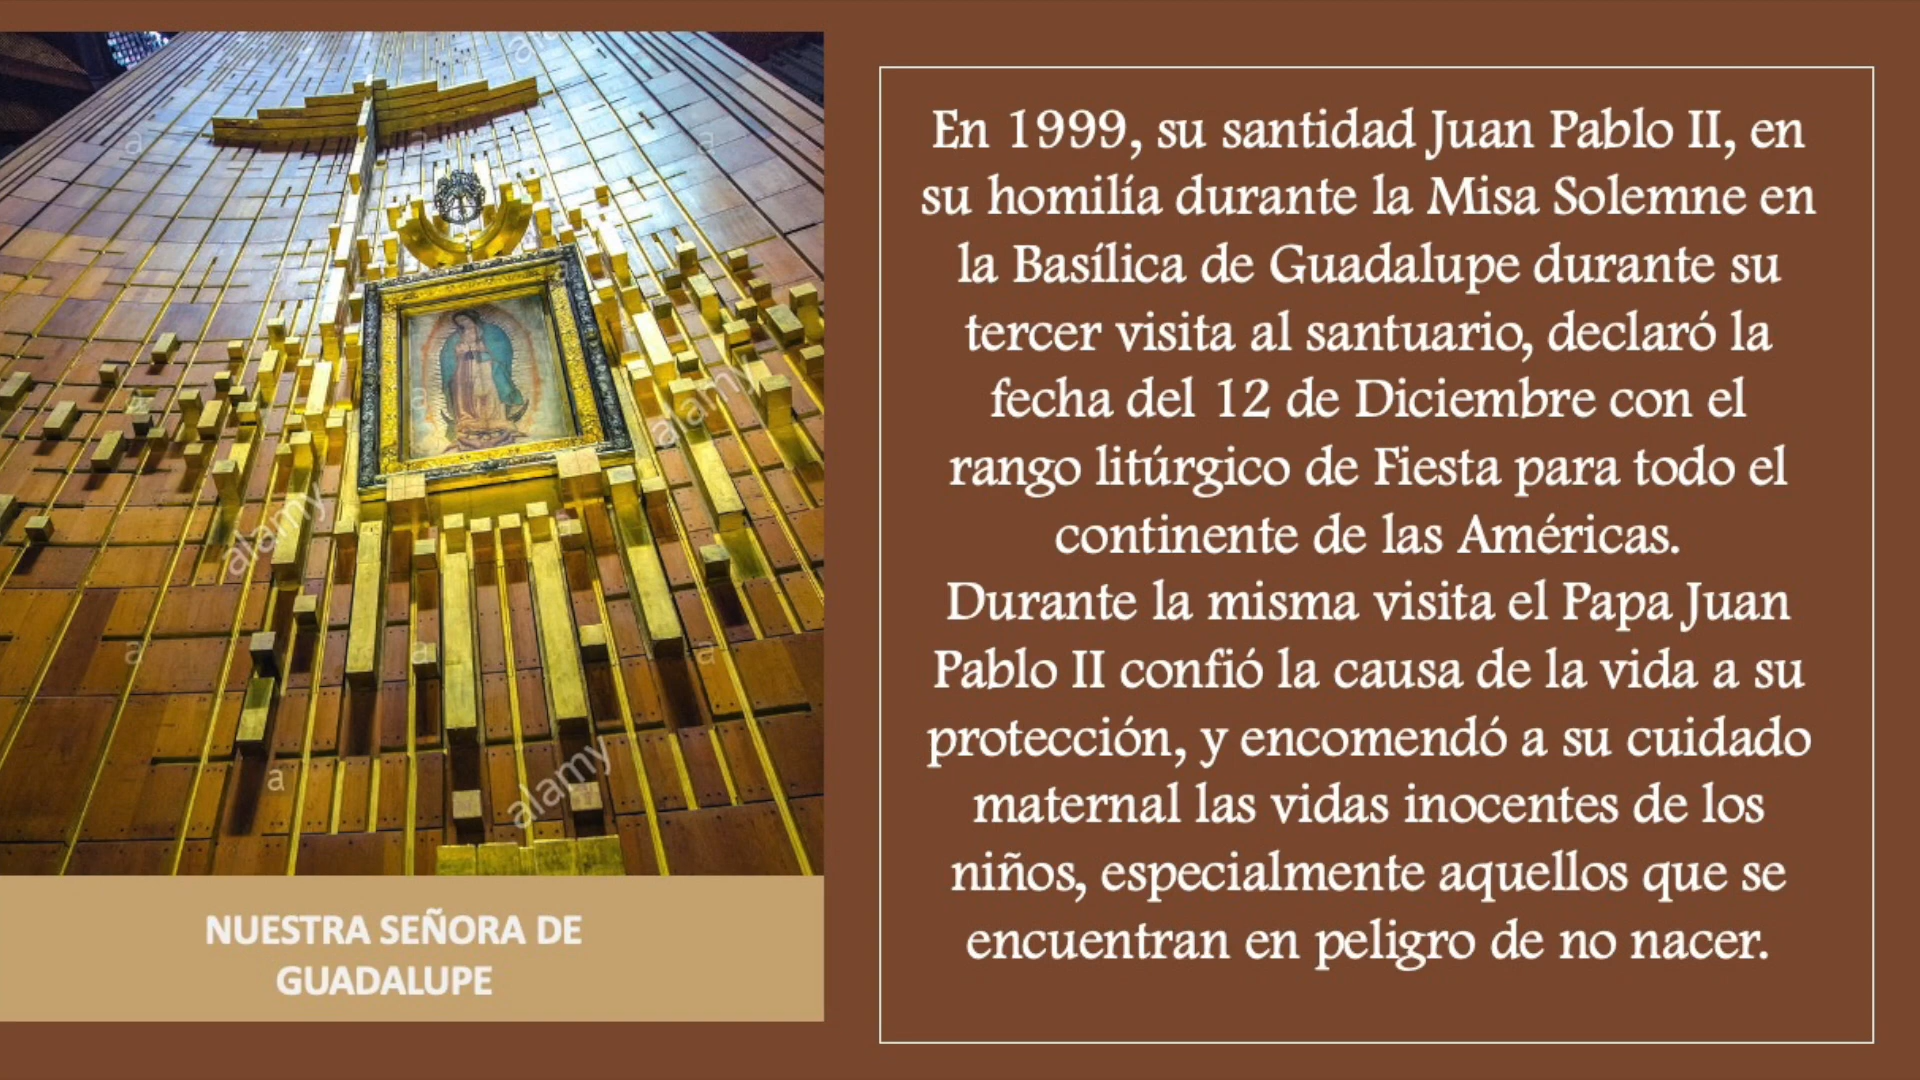 En 1999, su santidad Juan Pablo II, en
su homilía durante la Misa Solemne en
la Basílica de Guadalupe durante su
tercer visita al santuario, declaró la
fecha del 12 de Diciembre con el
rango litúrgico de Fiesta para todo el
continente de las Américas.
Durante la misma visita el Papa Juan
Pablo II confió la causa de la vida a su
protección, y encomendó a su cuidado
maternal las vidas inocentes de los
niños, especialmente aquellos que se
encuentran en peligro de no nacer.
NUESTRA SEÑORA DE
GUADALUPE
alamy
alamy
alamy
a
a
a
a
a
a